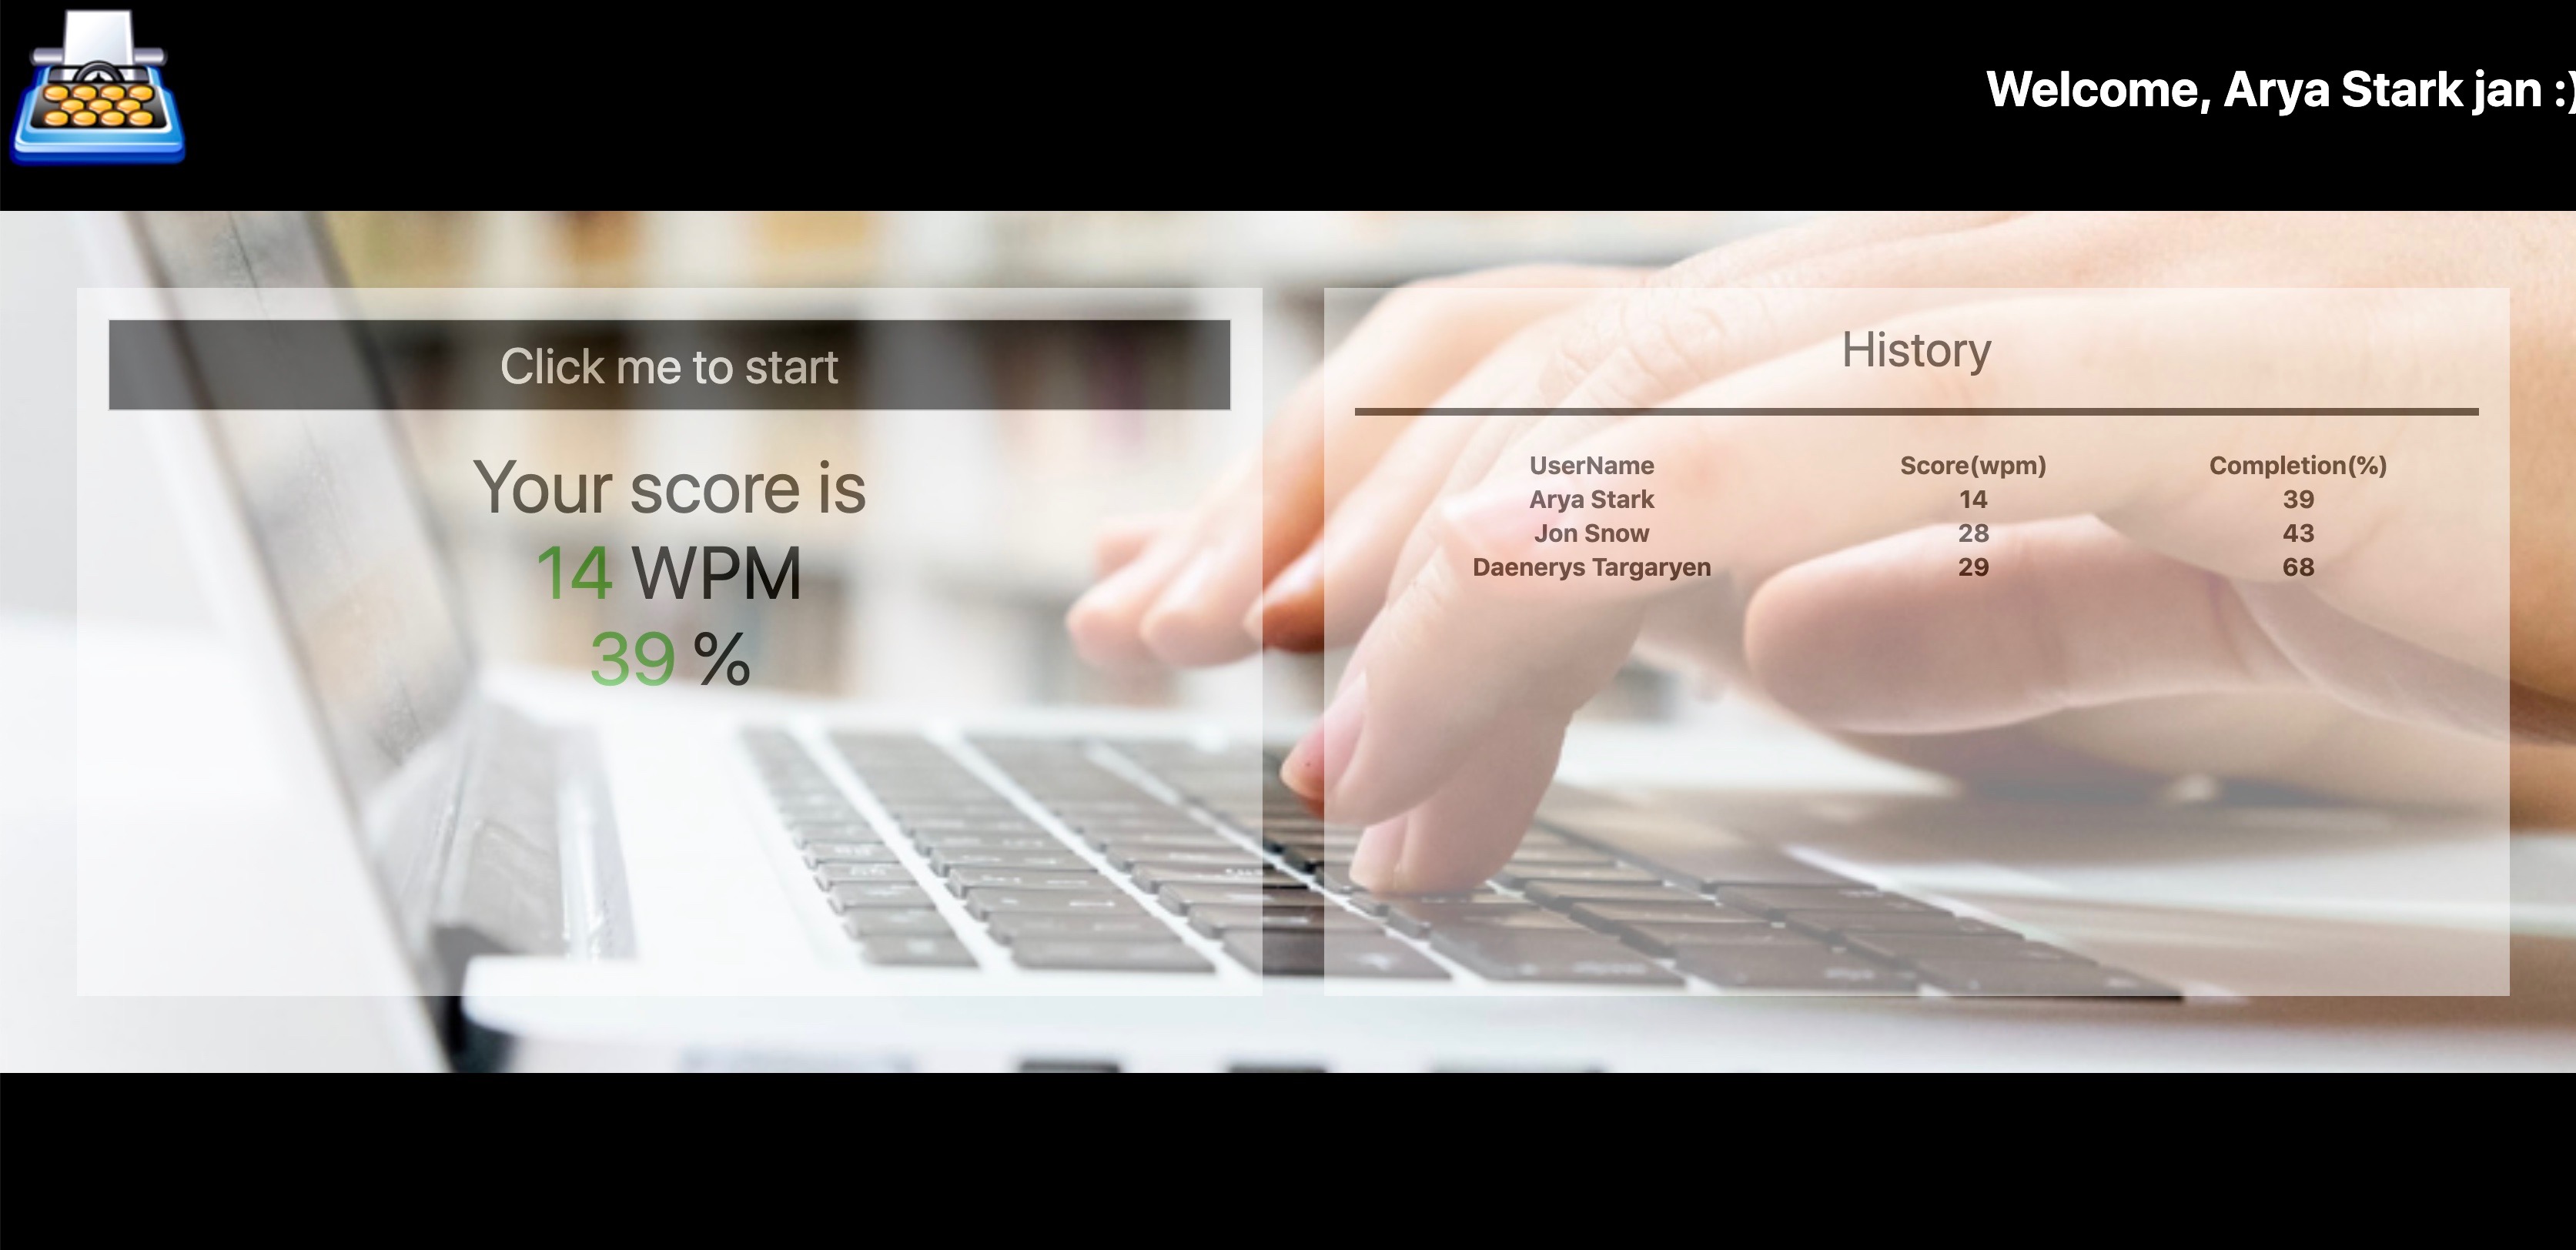 Welcome, Arya Stark jan :)
Click me to start
Your score is
14 WPM
39 %
History
UserName Score(wpm) Completion(%)
Arya Stark 14 39
Jon Snow 28 43
Daenerys Targaryen 29 68